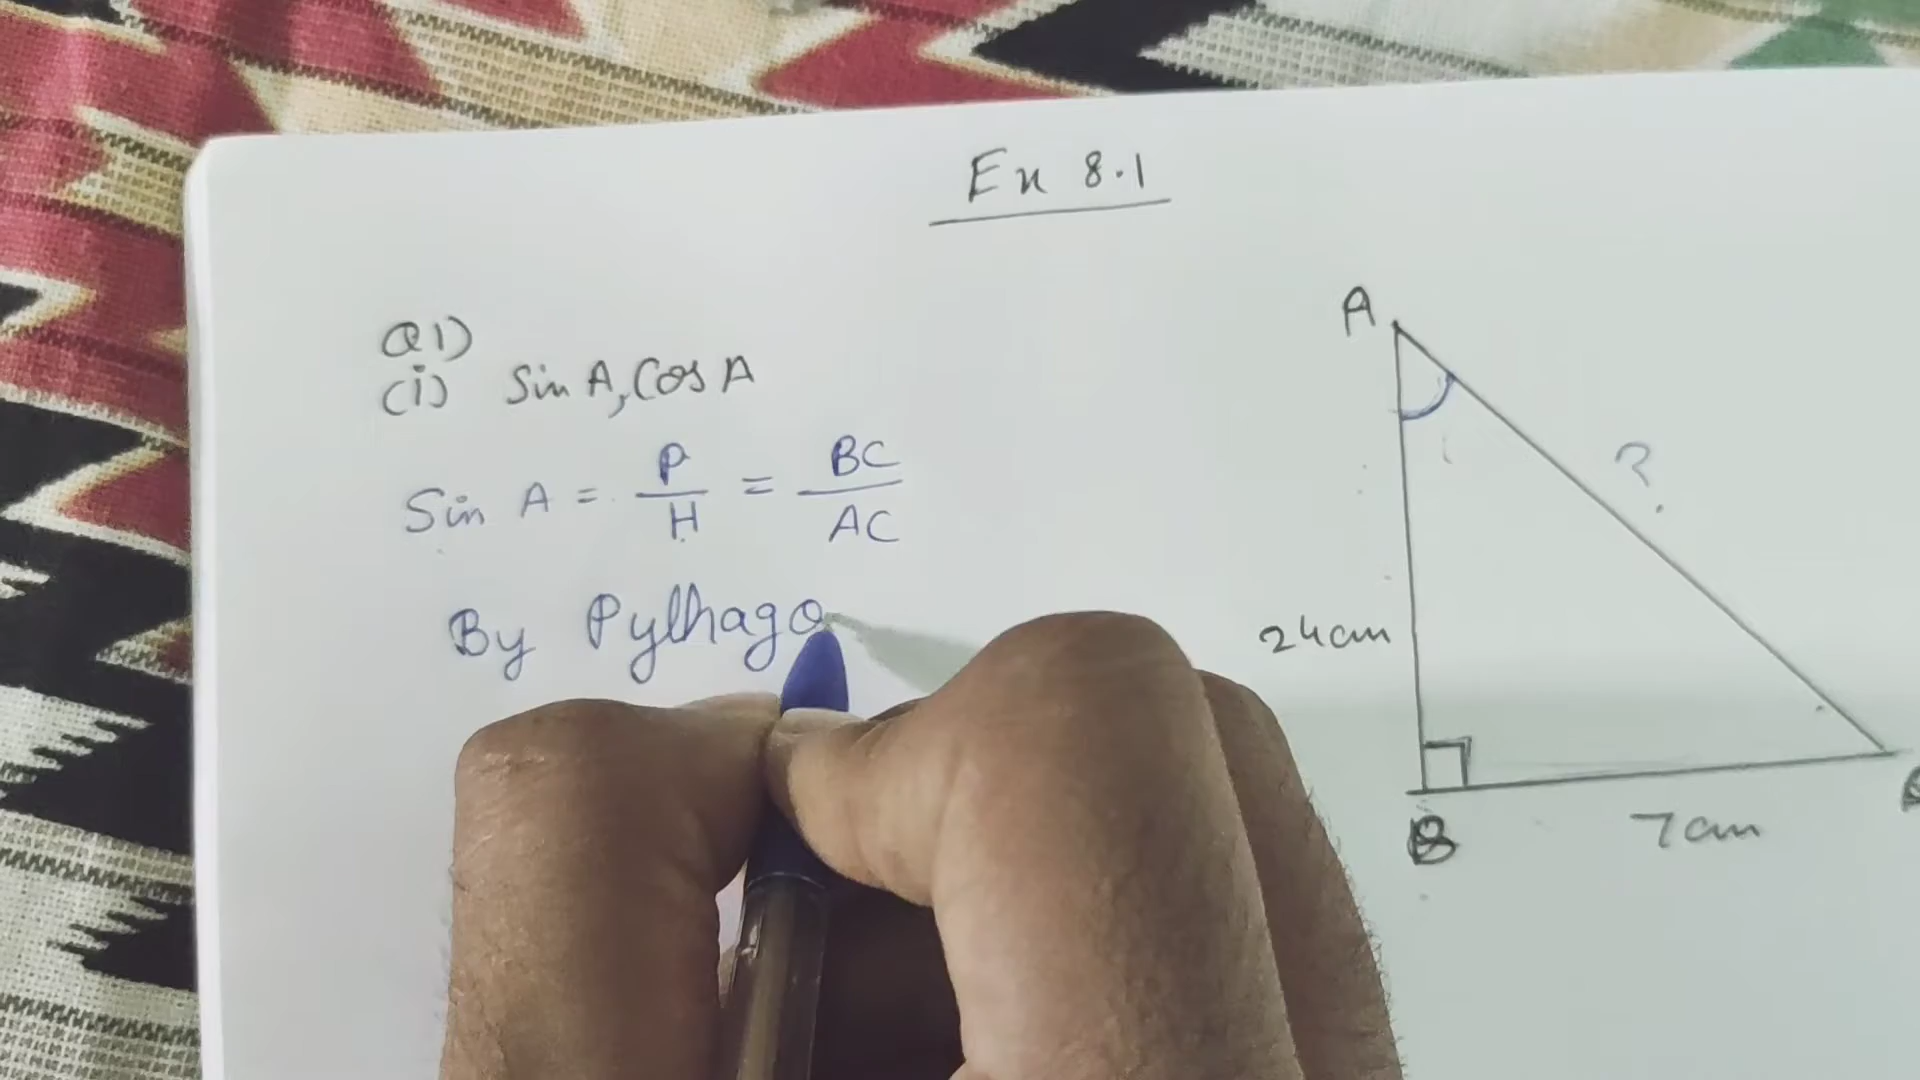 Ex 8.1
Q1)
(i) Sin A, Cos A
Sin A = P/H = BC/AC
By Pythago
A
?
24cm
B
7cm